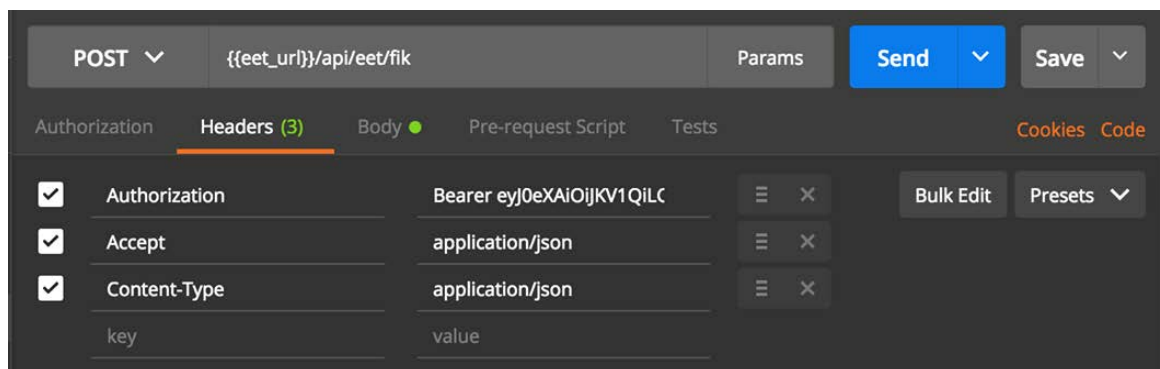 POST {{eet_url}}/api/eet/fik Params Send Save
Authorization Headers (3) Body Pre-request Script Tests Cookies Code
Authorization Bearer eyJ0eXAiOiJKV1QiLC Bulk Edit Presets
Accept application/json
Content-Type application/json
key value